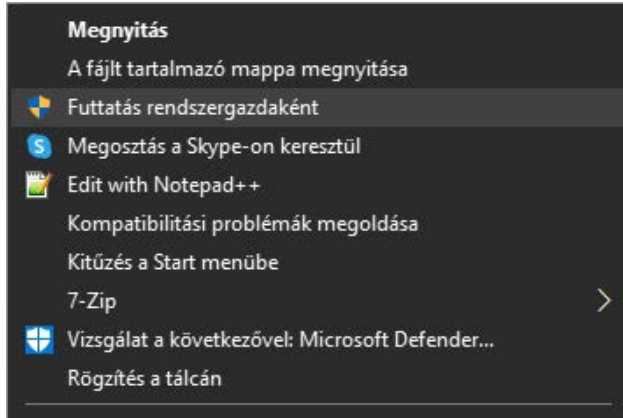 Megnyitás
A fájlt tartalmazó mappa megnyitása
Futtatás rendszergazdaként
Megosztás a Skype-on keresztül
Edit with Notepad++
Kompatibilitási problémák megoldása
Kitűzés a Start menübe
7-Zip
Vizsgálat a következővel: Microsoft Defender...
Rögzítés a tálcán